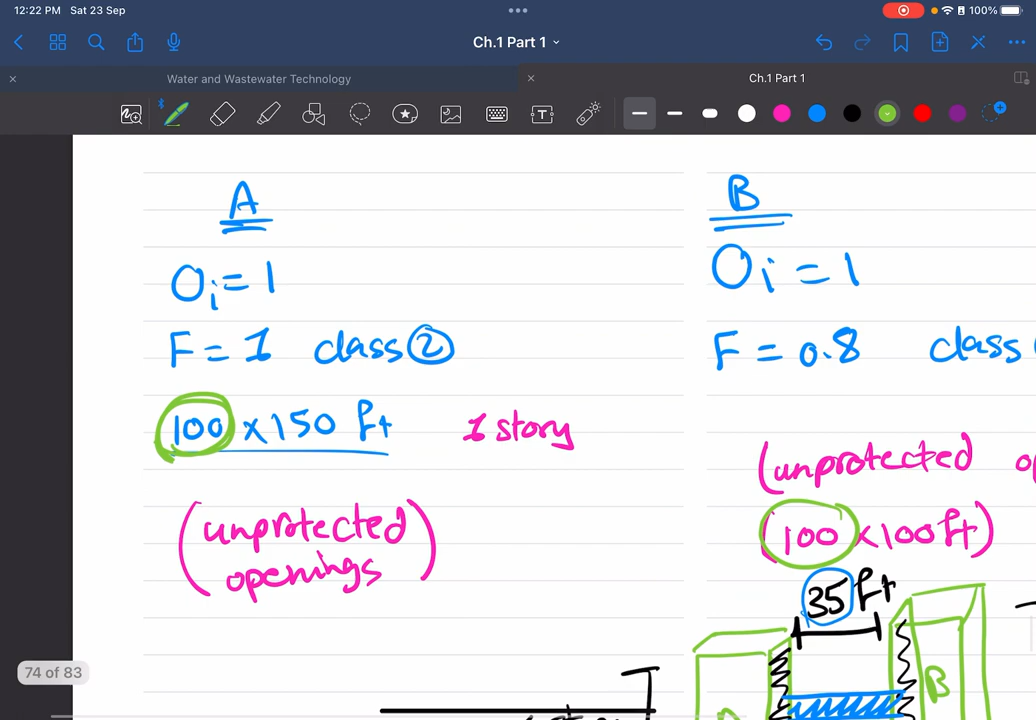 12:22 PM Sat 23 Sep
100%
Ch.1 Part 1
Water and Wastewater Technology
Ch.1 Part 1
A
Oi = 1
F = 1 class 2
100 x 150 ft 1 story
(unprotected
openings)
B
Oi = 1
F = 0.8 class
(unprotected
(100 x 100 ft)
35 ft
B
74 of 83